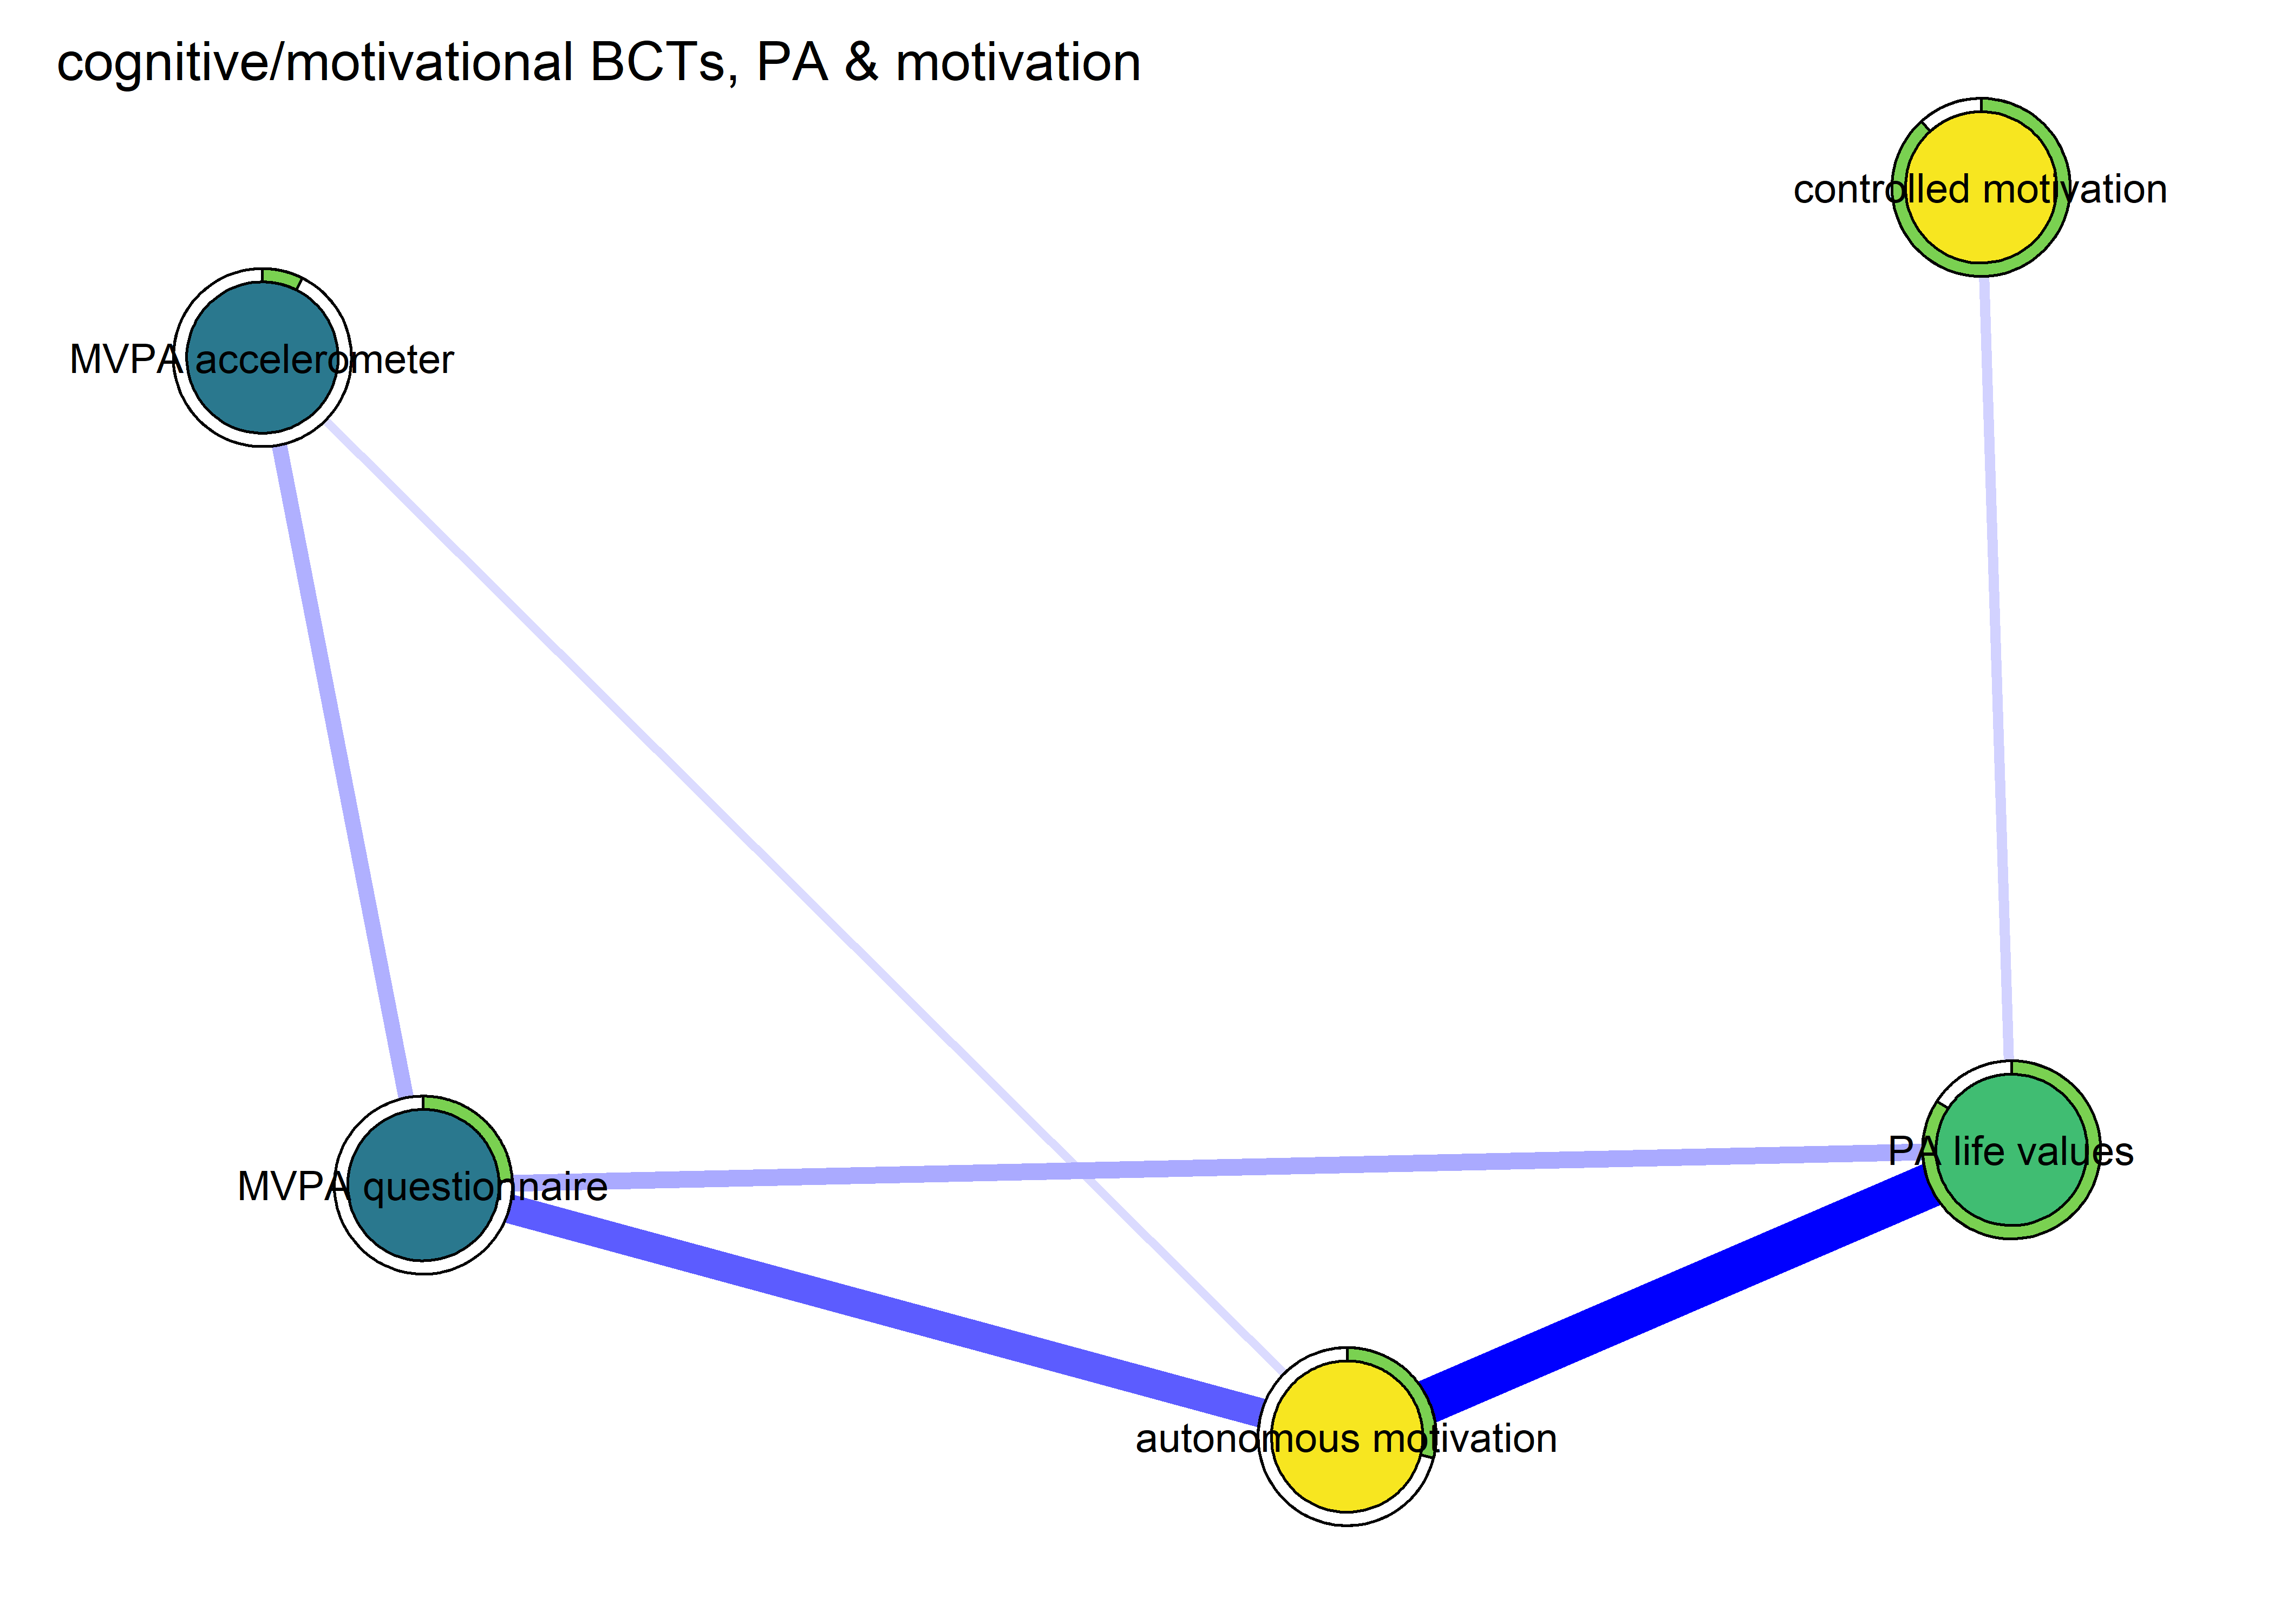 cognitive/motivational BCTs, PA & motivation
controlled motivation
MVPA accelerometer
PA life values
MVPA questionnaire
autonomous motivation